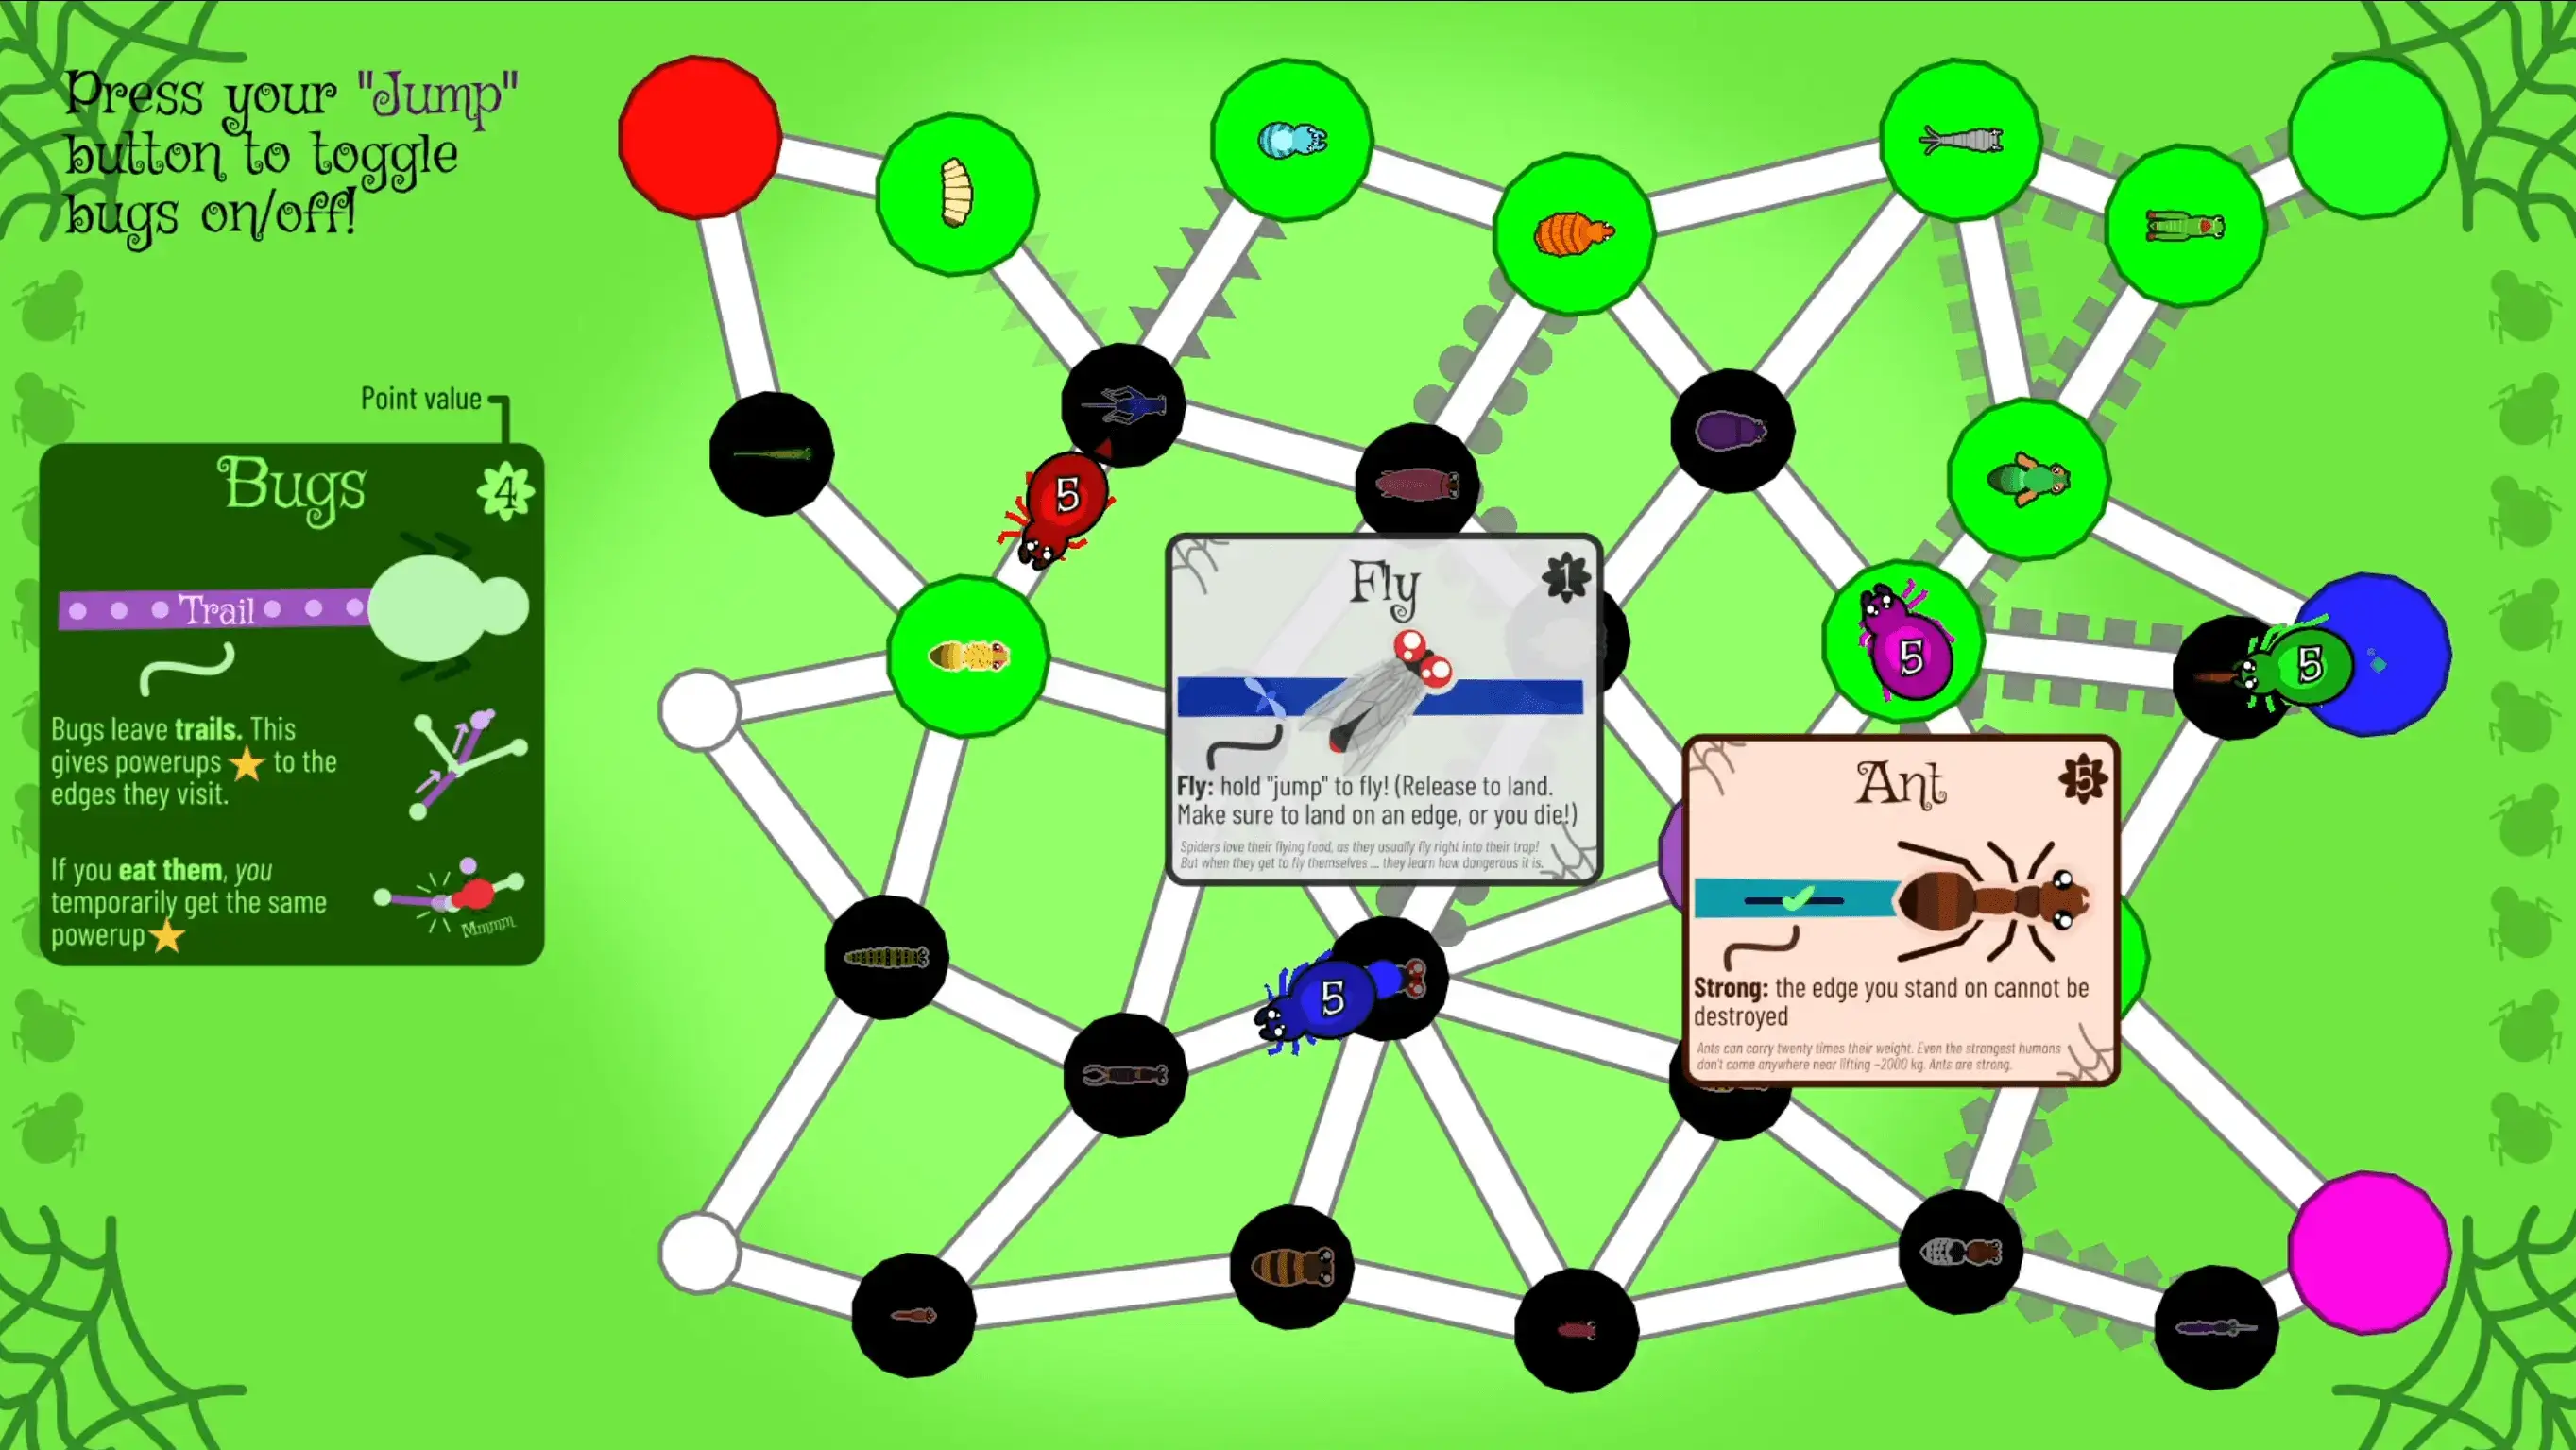 Press your "Jump"
button to toggle
bugs on/off!
Point value
Bugs
4
Trail
Bugs leave trails. This
gives powerups to the
edges they visit.
If you eat them, you
temporarily get the same
powerup
Mmmm
5
5
5
5
Fly
1
Fly: hold "jump" to fly! (Release to land.
Make sure to land on an edge, or you die!)
Spiders love their flying food, as they usually fly right into their trap!
But when they get to fly themselves ... they learn how dangerous it is.
Ant
5
Strong: the edge you stand on cannot be
destroyed
Ants can carry twenty times their weight. Even the strongest humans
don't come anywhere near lifting ~2000 kg. Ants are strong.